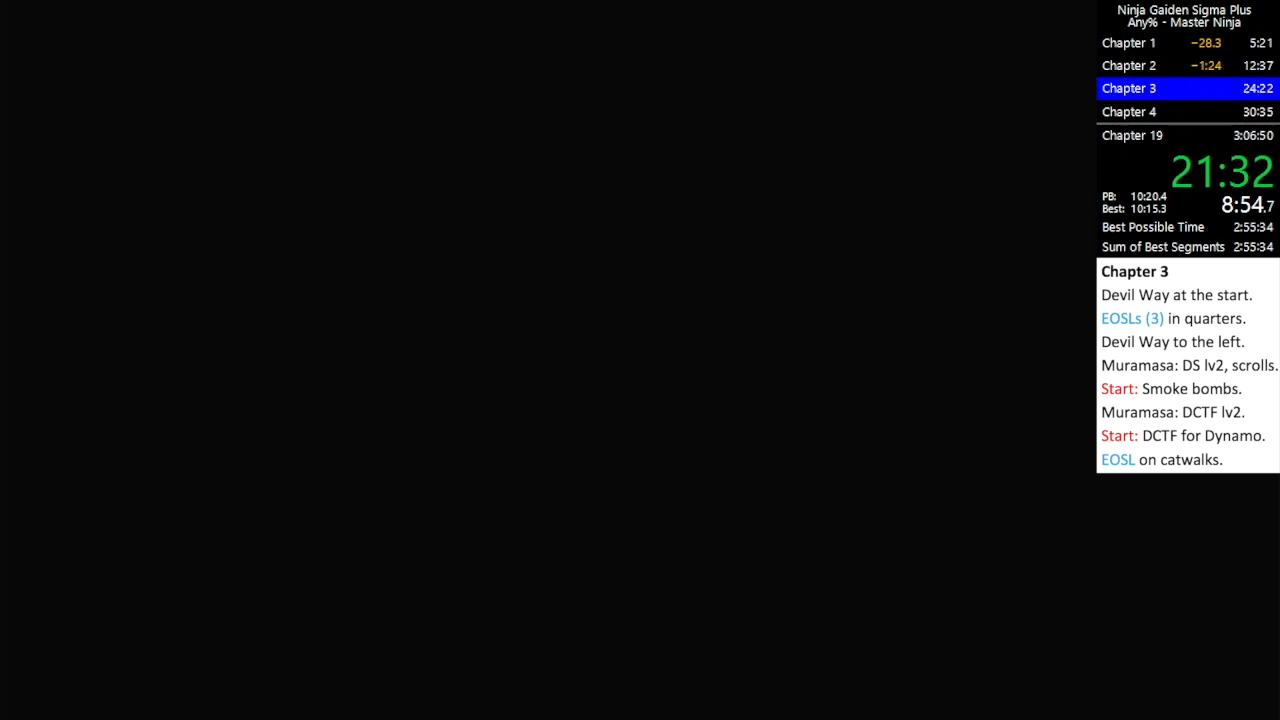 Ninja Gaiden Sigma Plus
Any% - Master Ninja
Chapter 1 −28.3 5:21
Chapter 2 −1:24 12:37
Chapter 3 24:22
Chapter 4 30:35
Chapter 19 3:06:50
21:32
PB: 10:20.4
Best: 10:15.3 8:54.7
Best Possible Time 2:55:34
Sum of Best Segments 2:55:34
Chapter 3
Devil Way at the start.
EOSLs (3) in quarters.
Devil Way to the left.
Muramasa: DS lv2, scrolls.
Start: Smoke bombs.
Muramasa: DCTF lv2.
Start: DCTF for Dynamo.
EOSL on catwalks.